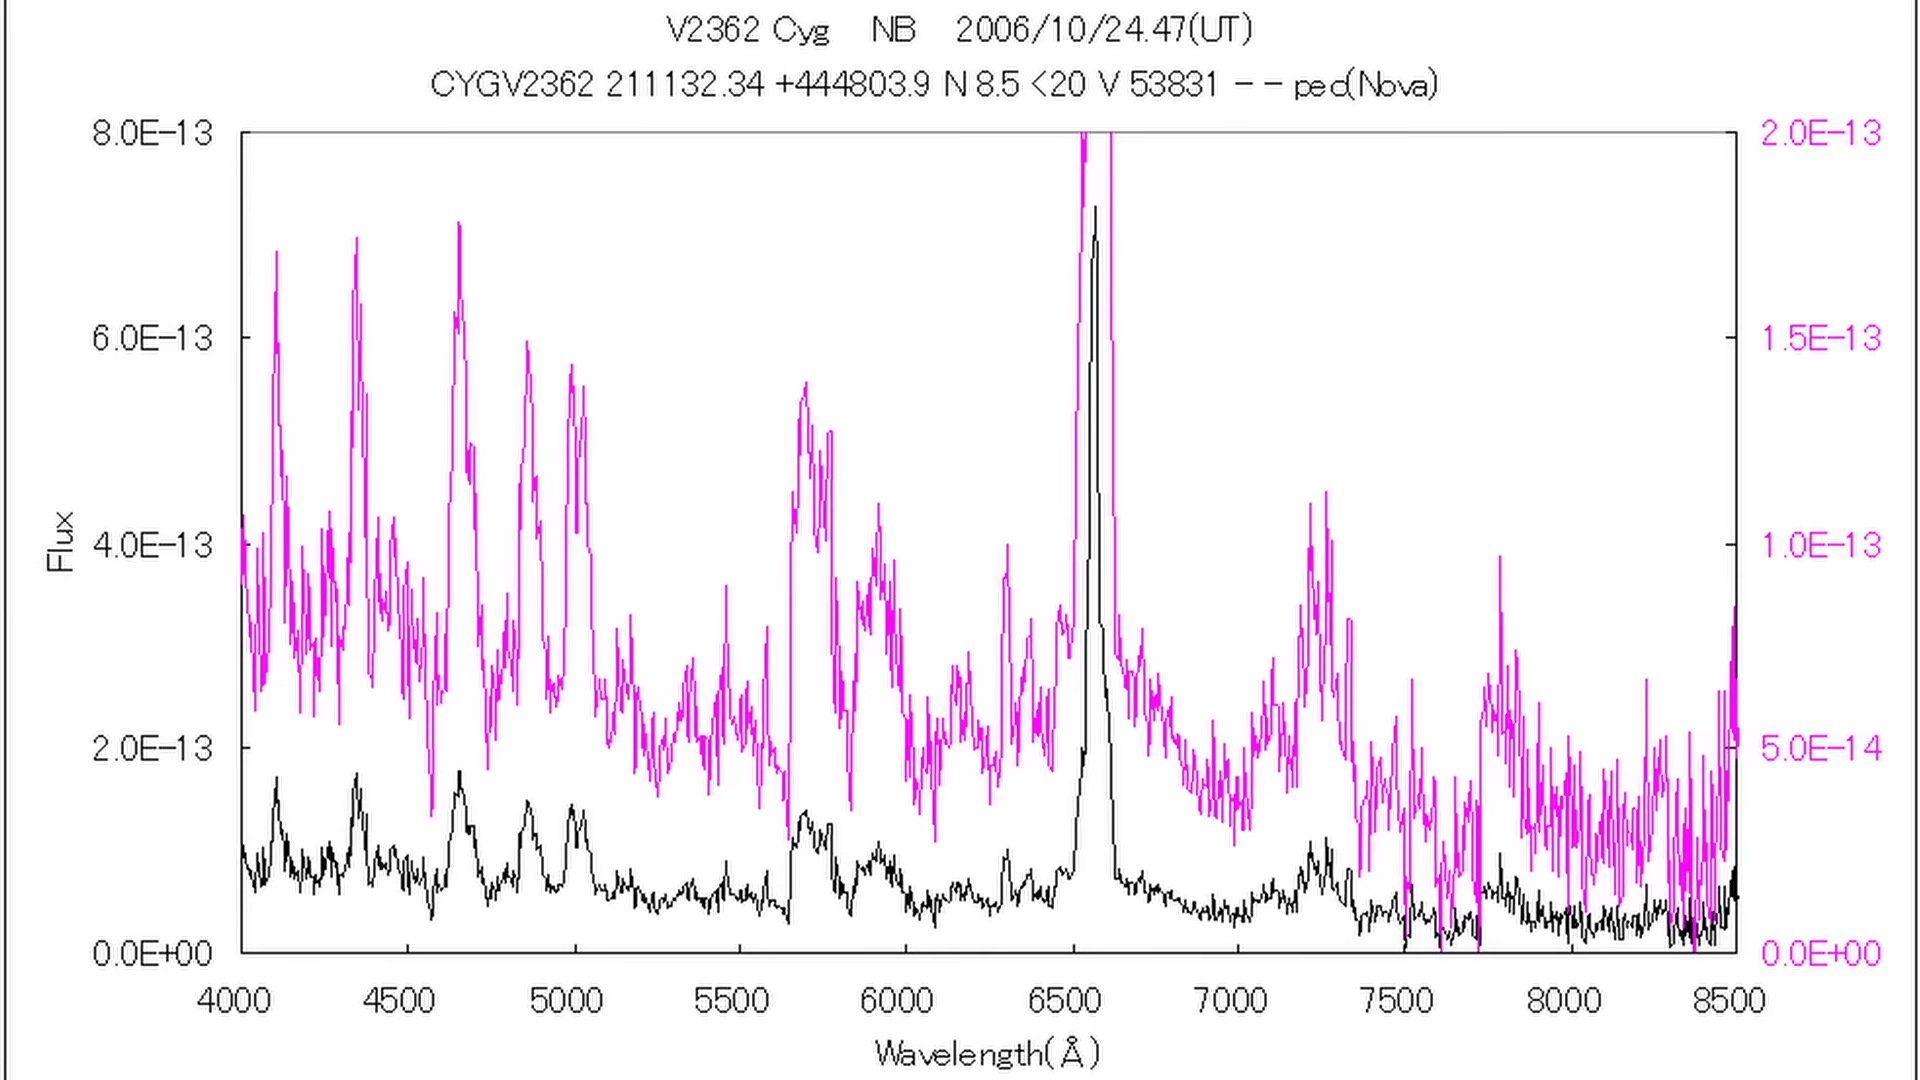 V2362 Cyg NB 2006/10/24.47(UT)
CYGV2362 211132.34 +444803.9 N 8.5 <20 V 53831 -- pec(Nova)
8.0E-13
6.0E-13
4.0E-13
2.0E-13
0.0E+00
Flux
2.0E-13
1.5E-13
1.0E-13
5.0E-14
0.0E+00
4000 4500 5000 5500 6000 6500 7000 7500 8000 8500
Wavelength(Å)